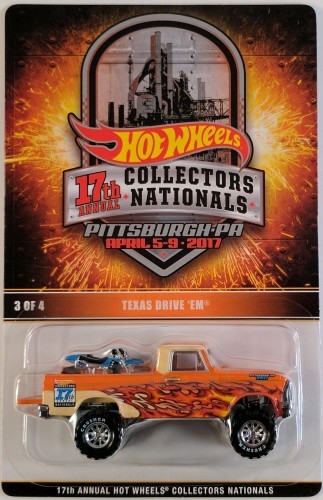 HOT WHEELS
17th
ANNUAL
COLLECTORS
NATIONALS
PITTSBURGH-PA
APRIL 5-9 • 2017
3 OF 4
TEXAS DRIVE 'EM®
17th ANNUAL HOT WHEELS® COLLECTORS NATIONALS